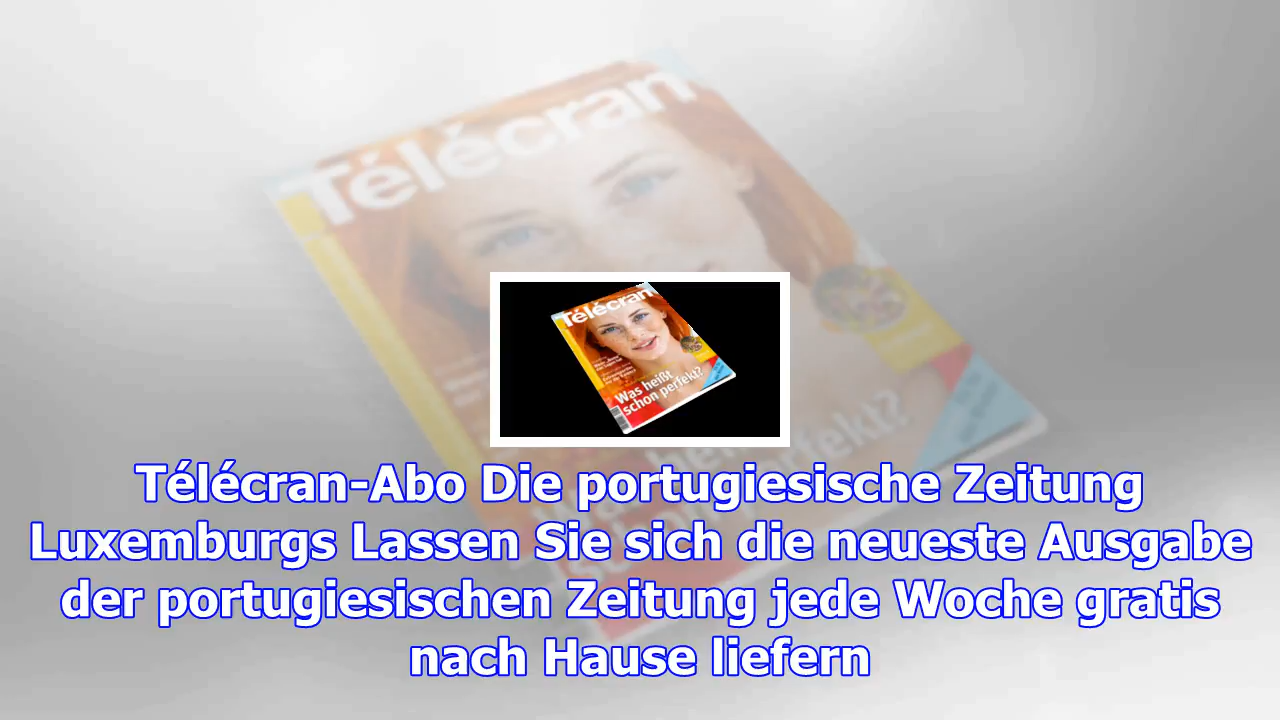 Télécran
Télécran
Was heißt
schon perfekt?
Télécran-Abo Die portugiesische Zeitung
Luxemburgs Lassen Sie sich die neueste Ausgabe
der portugiesischen Zeitung jede Woche gratis
nach Hause liefern